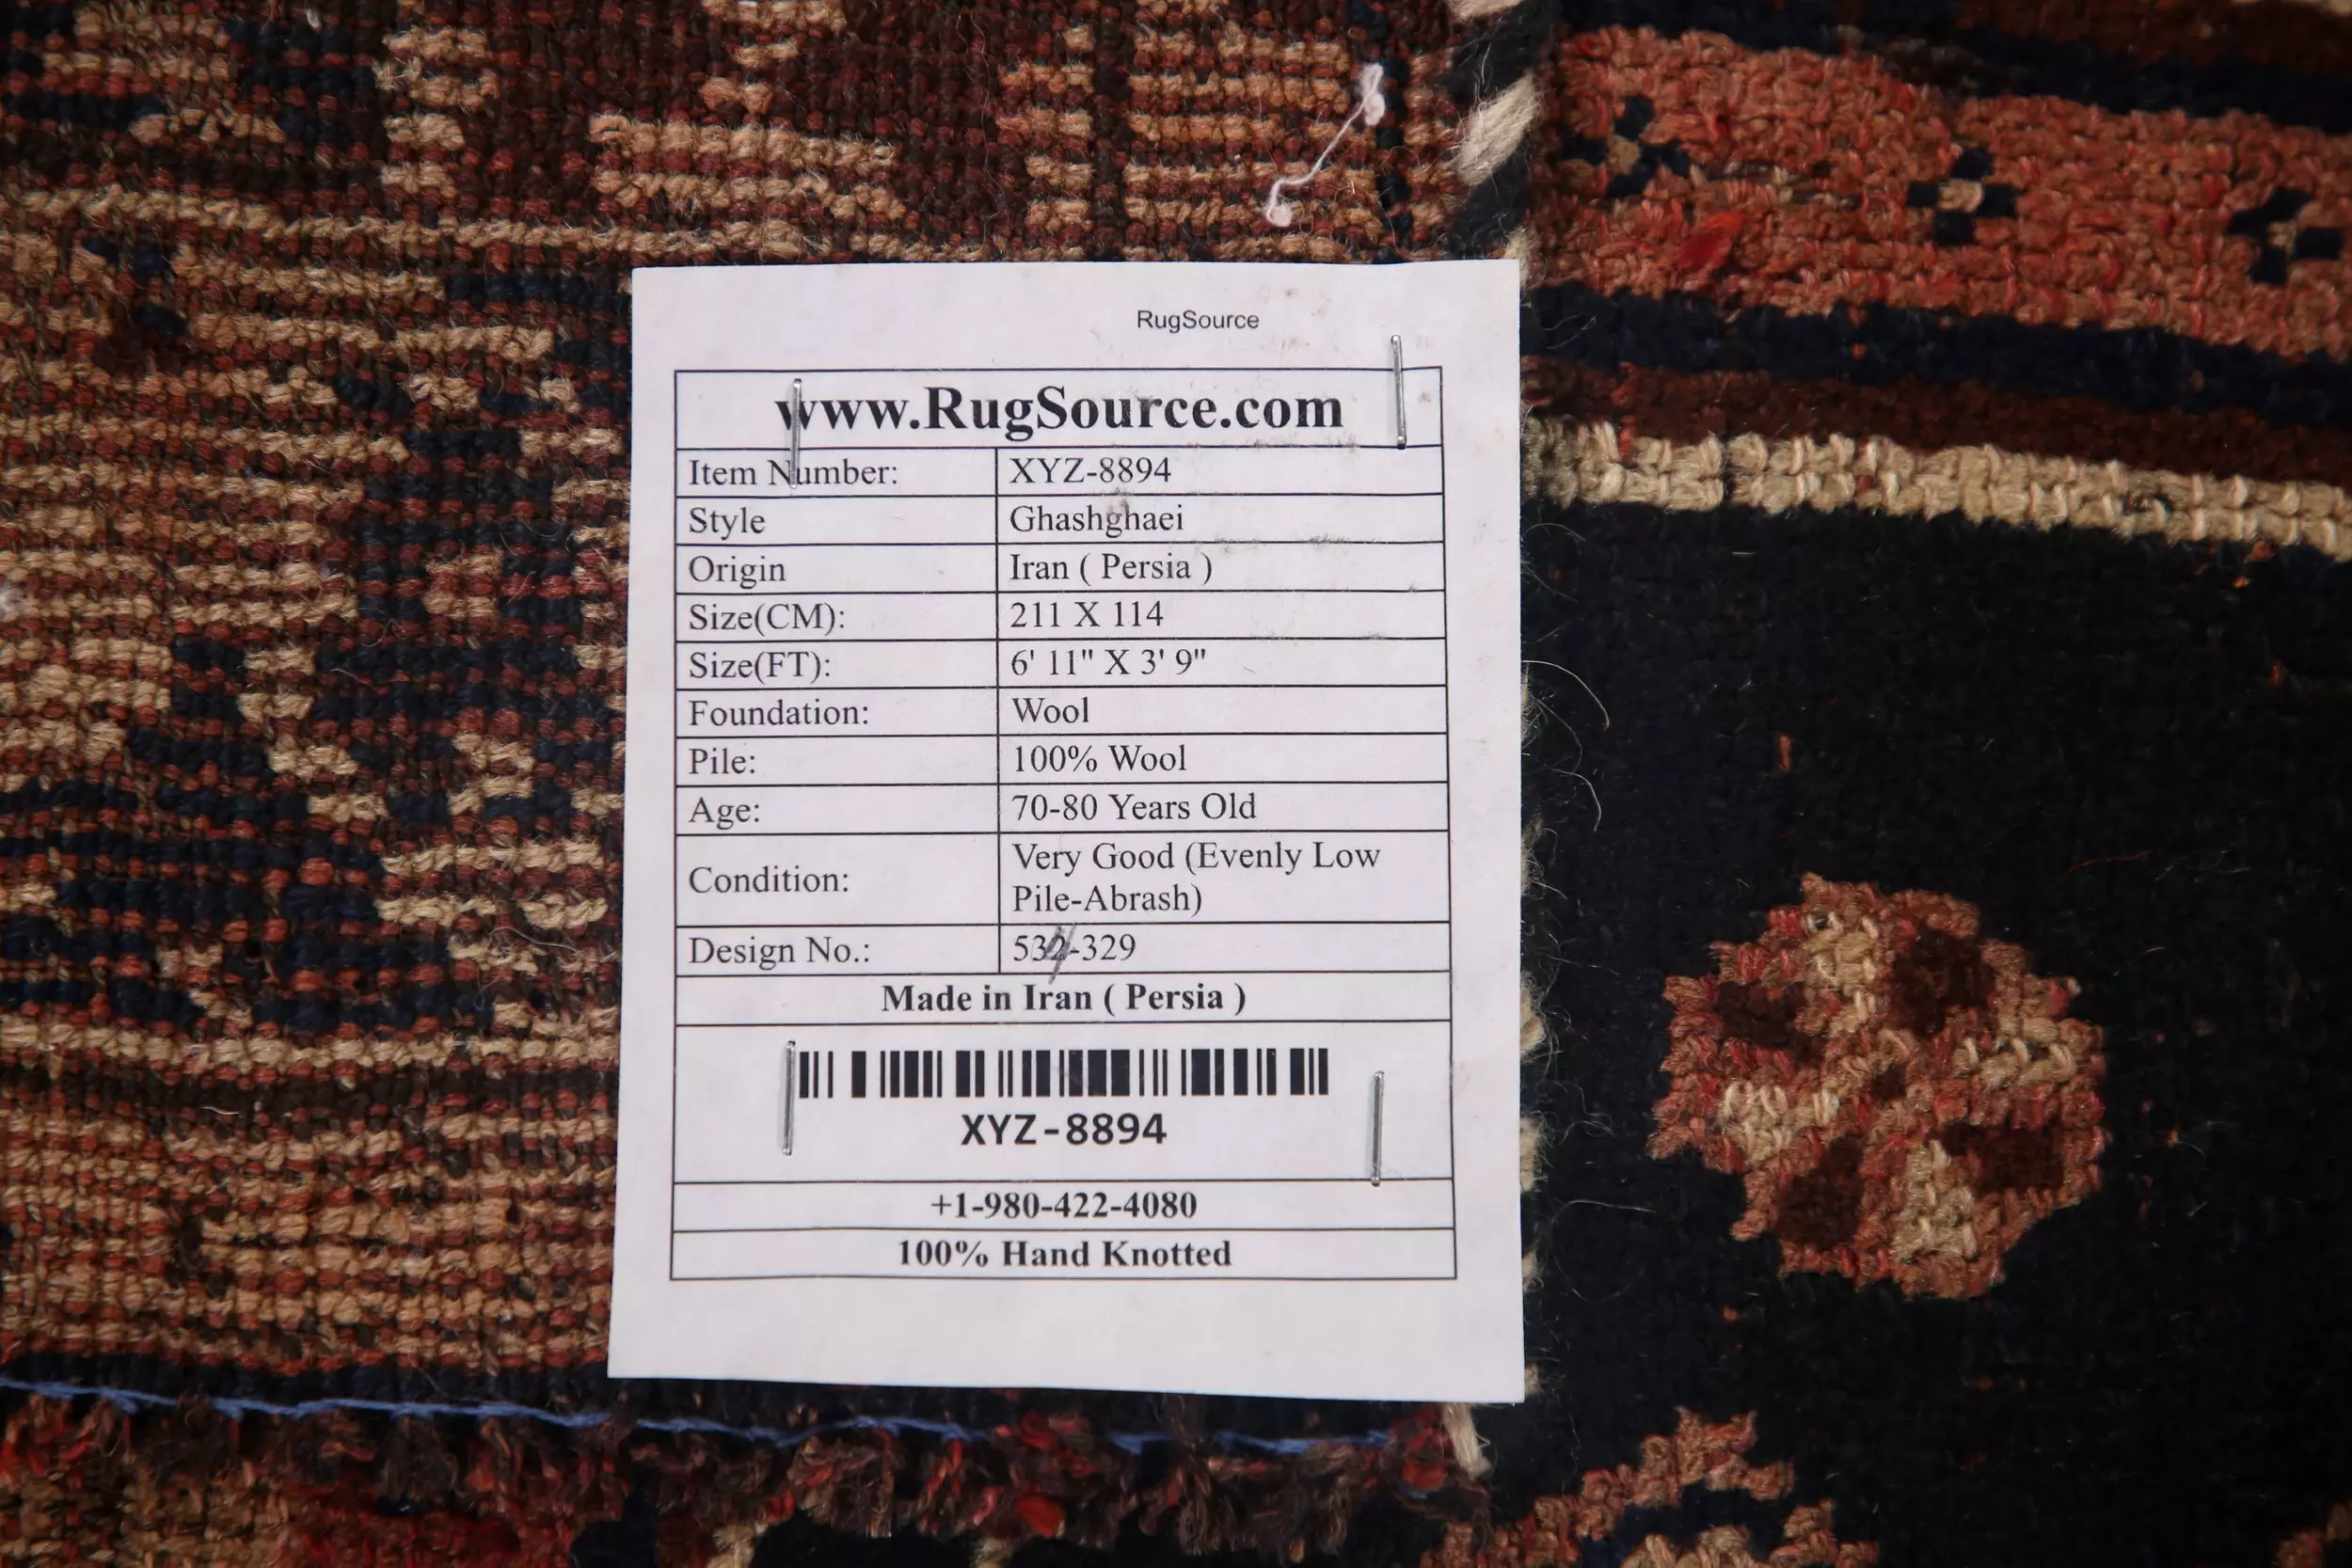 RugSource
www.RugSource.com
Item Number: XYZ-8894
Style Ghashghaei
Origin Iran ( Persia )
Size(CM): 211 X 114
Size(FT): 6' 11" X 3' 9"
Foundation: Wool
Pile: 100% Wool
Age: 70-80 Years Old
Condition: Very Good (Evenly Low
Pile-Abrash)
Design No.: 532-329
Made in Iran ( Persia )
XYZ-8894
+1-980-422-4080
100% Hand Knotted